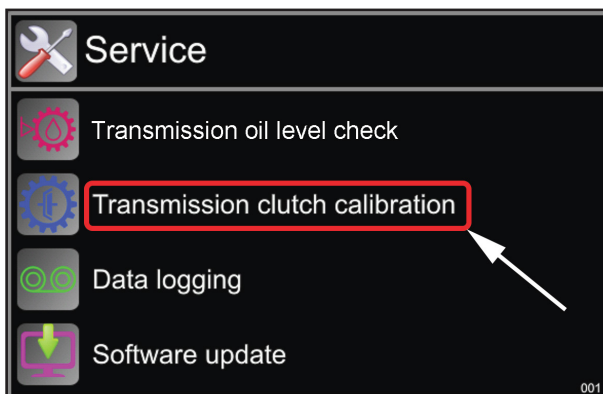 Service
Transmission oil level check
Transmission clutch calibration
Data logging
Software update
001